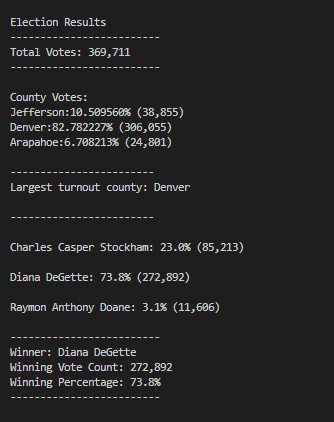 Election Results
-------------------------
Total Votes: 369,711
-------------------------
County Votes:
Jefferson:10.509560% (38,855)
Denver:82.782227% (306,055)
Arapahoe:6.708213% (24,801)
------------------------
Largest turnout county: Denver
------------------------
Charles Casper Stockham: 23.0% (85,213)
Diana DeGette: 73.8% (272,892)
Raymon Anthony Doane: 3.1% (11,606)
-------------------------
Winner: Diana DeGette
Winning Vote Count: 272,892
Winning Percentage: 73.8%
-------------------------